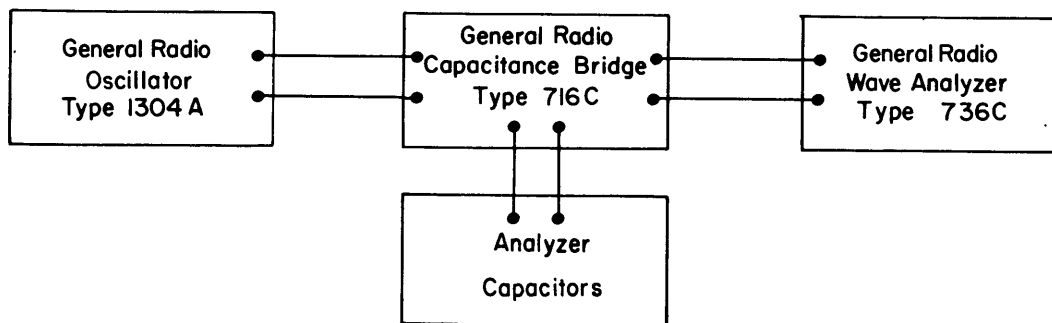 General Radio
Oscillator
Type 1304 A
General Radio
Capacitance Bridge
Type 716C
General Radio
Wave Analyzer
Type 736C
Analyzer
Capacitors